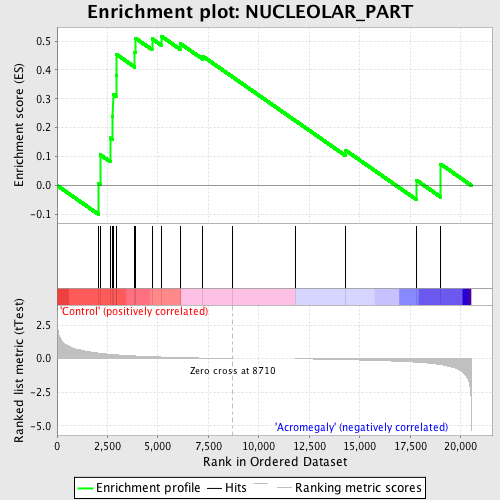 Enrichment plot: NUCLEOLAR_PART
Enrichment score (ES)
0.5
0.4
0.3
0.2
0.1
0.0
-0.1
'Control' (positively correlated)
Ranked list metric (tTest)
2.5
0.0
-2.5
-5.0
Zero cross at 8710
'Acromegaly' (negatively correlated)
0 2,500 5,000 7,500 10,000 12,500 15,000 17,500 20,000
Rank in Ordered Dataset
Enrichment profile Hits Ranking metric scores